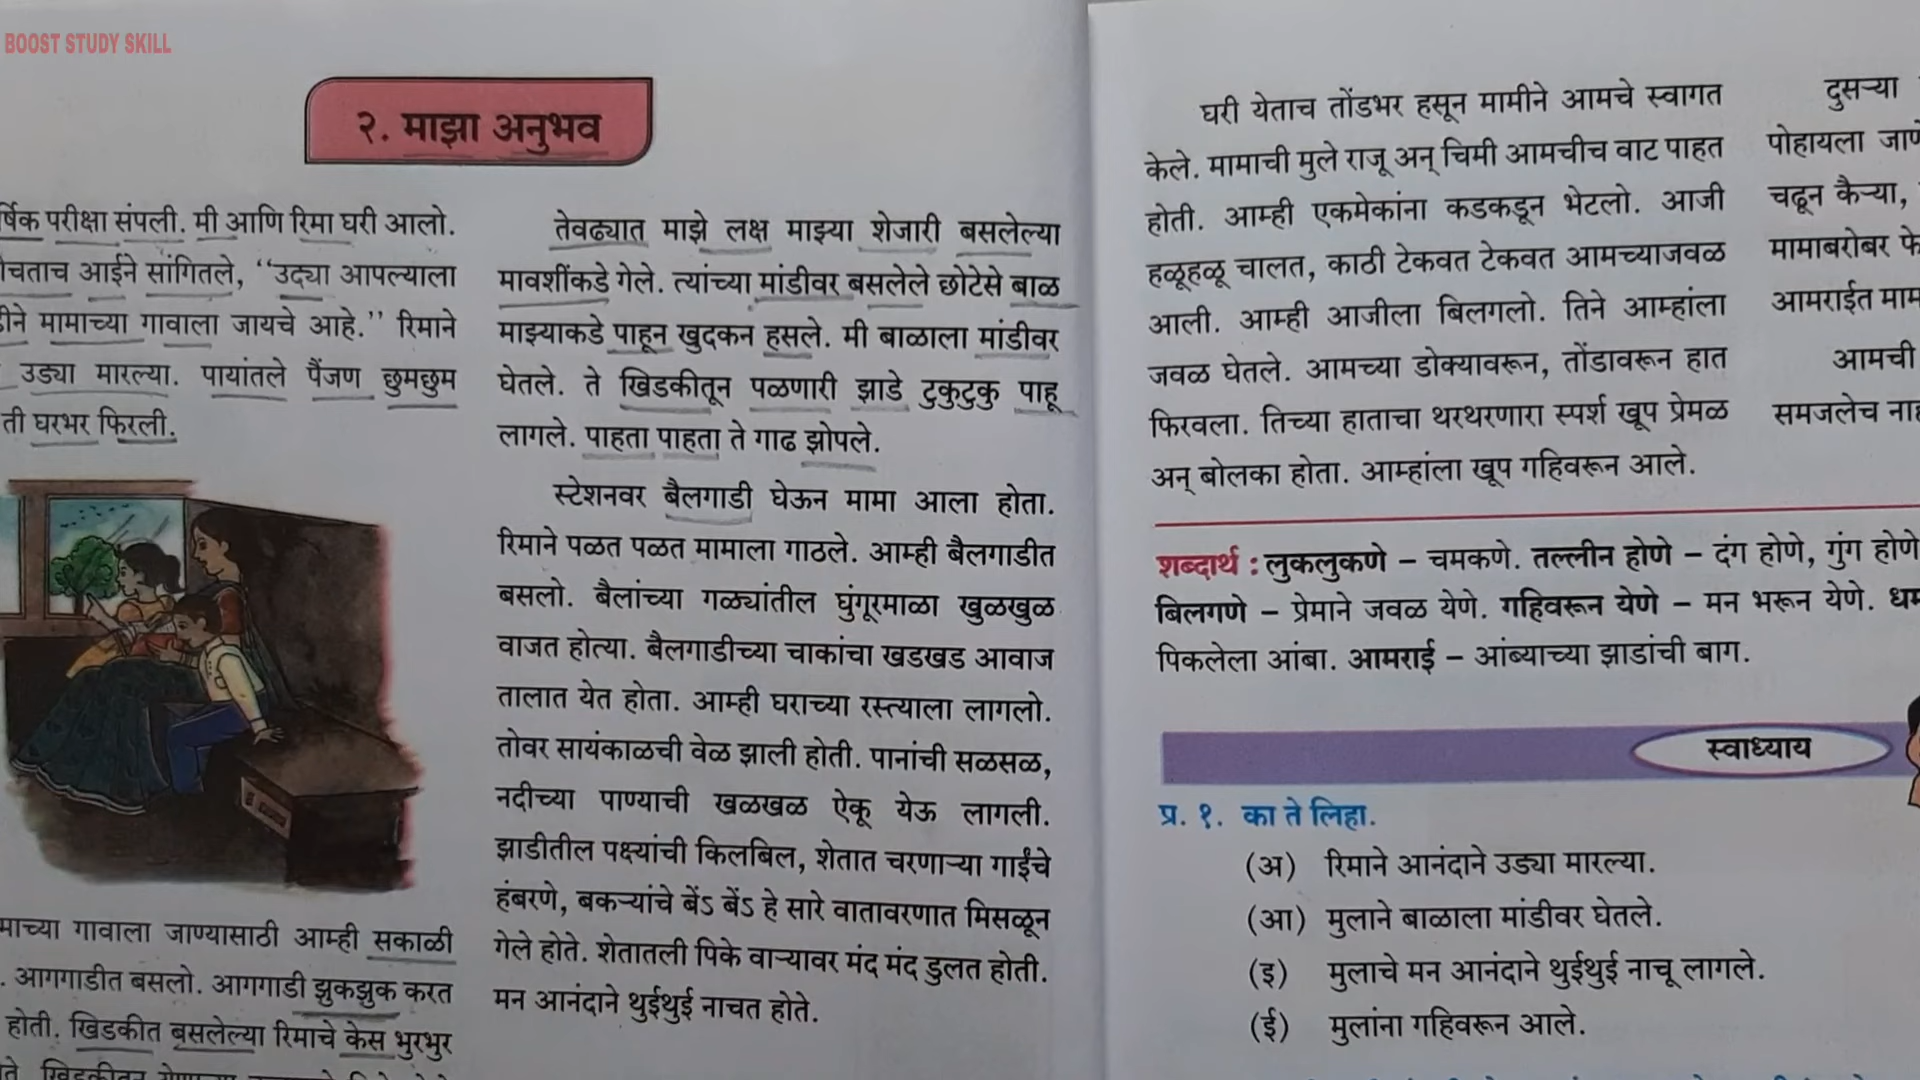 BOOST STUDY SKILL
२. माझा अनुभव
परीक्षा संपली. मी आणि रिमा घरी आलो.
आईने सांगितले, ‘‘उद्या आपल्याला
मामाच्या गावाला जायचे आहे.’’ रिमाने
उड्या मारल्या. पायांतले पैंजण छुमछुम
ती घरभर फिरली.
गावाला जाण्यासाठी आम्ही सकाळी
. आगगाडीत बसलो. आगगाडी झुकझुक करत
होती. खिडकीत बसलेल्या रिमाचे केस भुरभुर
तेवढ्यात माझे लक्ष माझ्या शेजारी बसलेल्या
मावशींकडे गेले. त्यांच्या मांडीवर बसलेले छोटेसे बाळ
माझ्याकडे पाहून खुदकन हसले. मी बाळाला मांडीवर
घेतले. ते खिडकीतून पळणारी झाडे टुकुटुकु पाहू
लागले. पाहता पाहता ते गाढ झोपले.
स्टेशनवर बैलगाडी घेऊन मामा आला होता.
रिमाने पळत पळत मामाला गाठले. आम्ही बैलगाडीत
बसलो. बैलांच्या गळ्यांतील घुंगूरमाळा खुळखुळ
वाजत होत्या. बैलगाडीच्या चाकांचा खडखड आवाज
तालात येत होता. आम्ही घराच्या रस्त्याला लागलो.
तोवर सायंकाळची वेळ झाली होती. पानांची सळसळ,
नदीच्या पाण्याची खळखळ ऐकू येऊ लागली.
झाडीतील पक्ष्यांची किलबिल, शेतात चरणाऱ्या गाईंचे
हंबरणे, बकऱ्यांचे बेंऽ बेंऽ हे सारे वातावरणात मिसळून
गेले होते. शेतातली पिके वाऱ्यावर मंद मंद डुलत होती.
मन आनंदाने थुईथुई नाचत होते.
घरी येताच तोंडभर हसून मामीने आमचे स्वागत
केले. मामाची मुले राजू अन् चिमी आमचीच वाट पाहत
होती. आम्ही एकमेकांना कडकडून भेटलो. आजी
हळूहळू चालत, काठी टेकवत टेकवत आमच्याजवळ
आली. आम्ही आजीला बिलगलो. तिने आम्हांला
जवळ घेतले. आमच्या डोक्यावरून, तोंडावरून हात
फिरवला. तिच्या हाताचा थरथरणारा स्पर्श खूप प्रेमळ
अन् बोलका होता. आम्हांला खूप गहिवरून आले.
दुसऱ्या
पोहायला
चढून कैऱ्या,
मामाबरोबर
आमराईत
आमची
समजलेच
शब्दार्थ : लुकलुकणे – चमकणे. तल्लीन होणे – दंग होणे, गुंग होणे
बिलगणे – प्रेमाने जवळ येणे. गहिवरून येणे – मन भरून येणे.
पिकलेला आंबा. आमराई – आंब्याच्या झाडांची बाग.
स्वाध्याय
प्र. १. का ते लिहा.
(अ) रिमाने आनंदाने उड्या मारल्या.
(आ) मुलाने बाळाला मांडीवर घेतले.
(इ) मुलाचे मन आनंदाने थुईथुई नाचू लागले.
(ई) मुलांना गहिवरून आले.